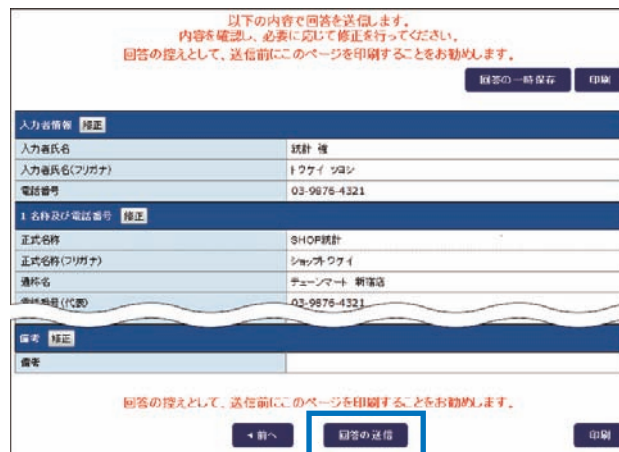 以下の内容で回答を送信します。
内容を確認し、必要に応じて修正を行ってください。
回答の控えとして、送信前にこのページを印刷することをお勧めします。
回答の一時保存 印刷
入力者情報 修正
入力者氏名 統計 確
入力者氏名(フリガナ) トウケイ ツヨシ
電話番号 03-9876-4321
1 名称及び電話番号 修正
正式名称 SHOP統計
正式名称(フリガナ) ショップトウケイ
通称名 チェーンマート 新宿店
電話番号(代表) 03-9876-4321
備考 修正
備考
回答の控えとして、送信前にこのページを印刷することをお勧めします。
◀前へ 回答の送信 印刷